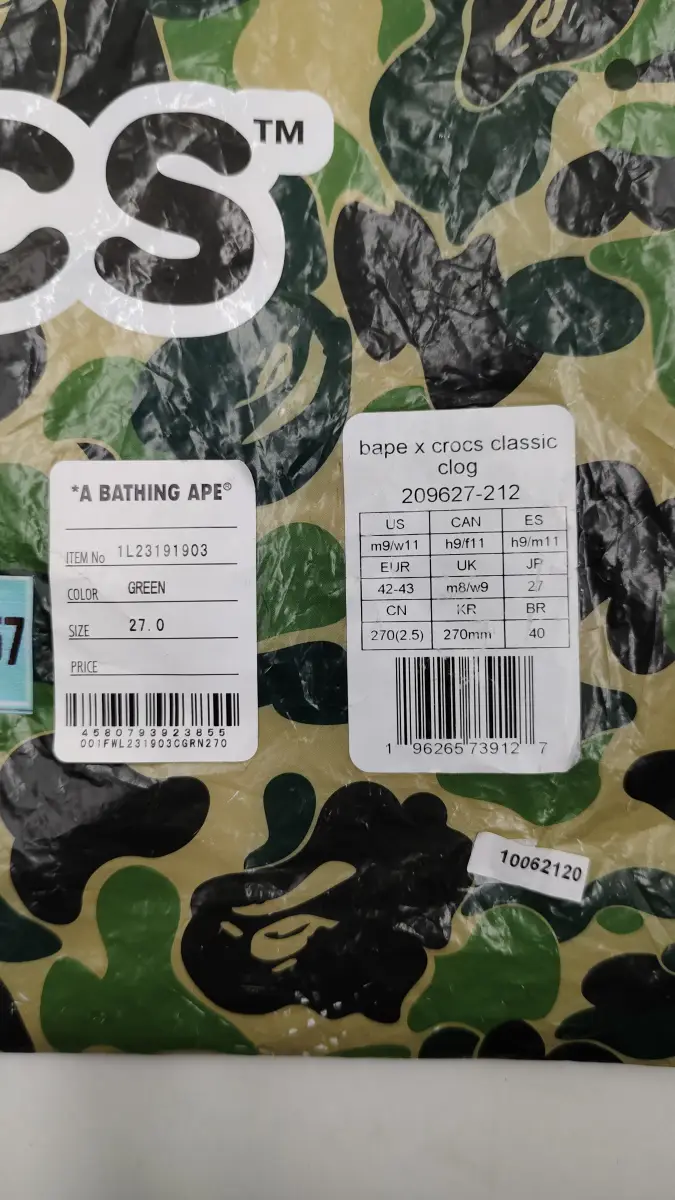 cs™
*A BATHING APE®
ITEM No 1L23191903
COLOR GREEN
SIZE 27.0
PRICE
4580793923855
001FWL231903CGRN270
57
bape x crocs classic
clog
209627-212
US CAN ES
m9/w11 h9/f11 h9/m11
EUR UK JP
42-43 m8/w9 27
CN KR BR
270(2.5) 270mm 40
1 96265 73912 7
10062120